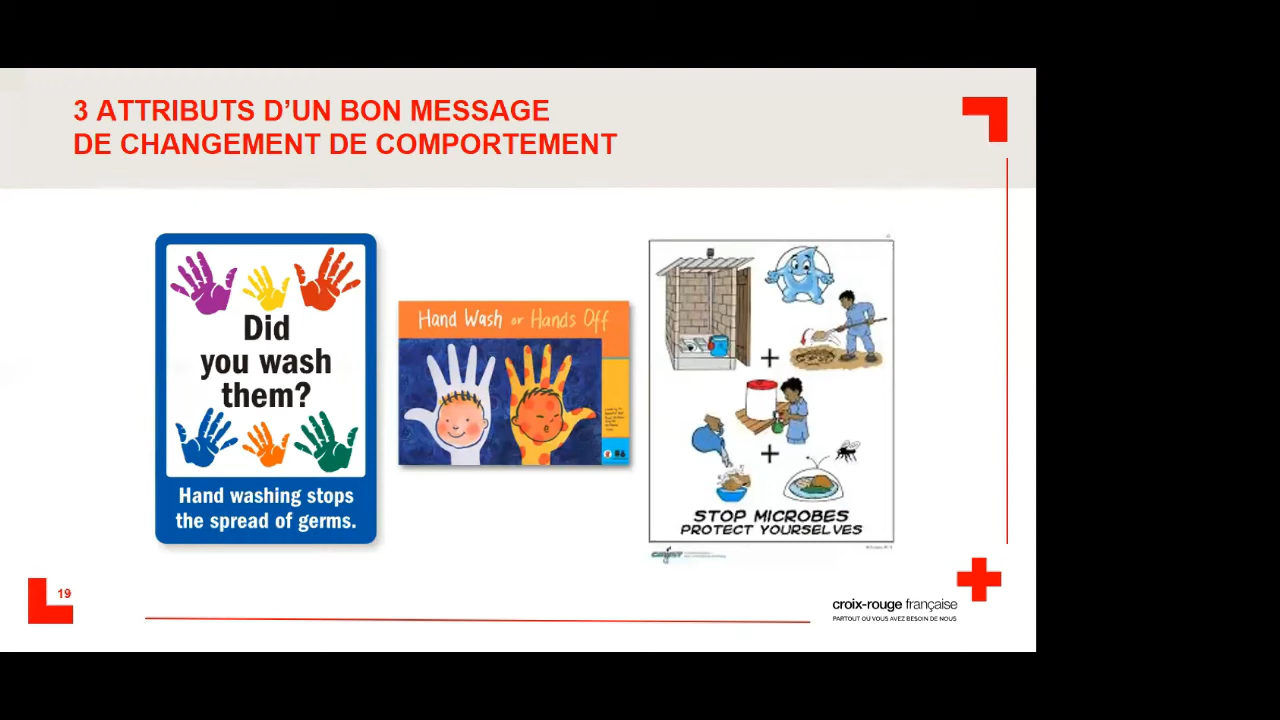 3 ATTRIBUTS D'UN BON MESSAGE
DE CHANGEMENT DE COMPORTEMENT
Did
you wash
them?
Hand washing stops
the spread of germs.
Hand Wash or Hands Off
#6
STOP MICROBES
PROTECT YOURSELVES
19
croix-rouge française
PARTOUT OÙ VOUS AVEZ BESOIN DE NOUS